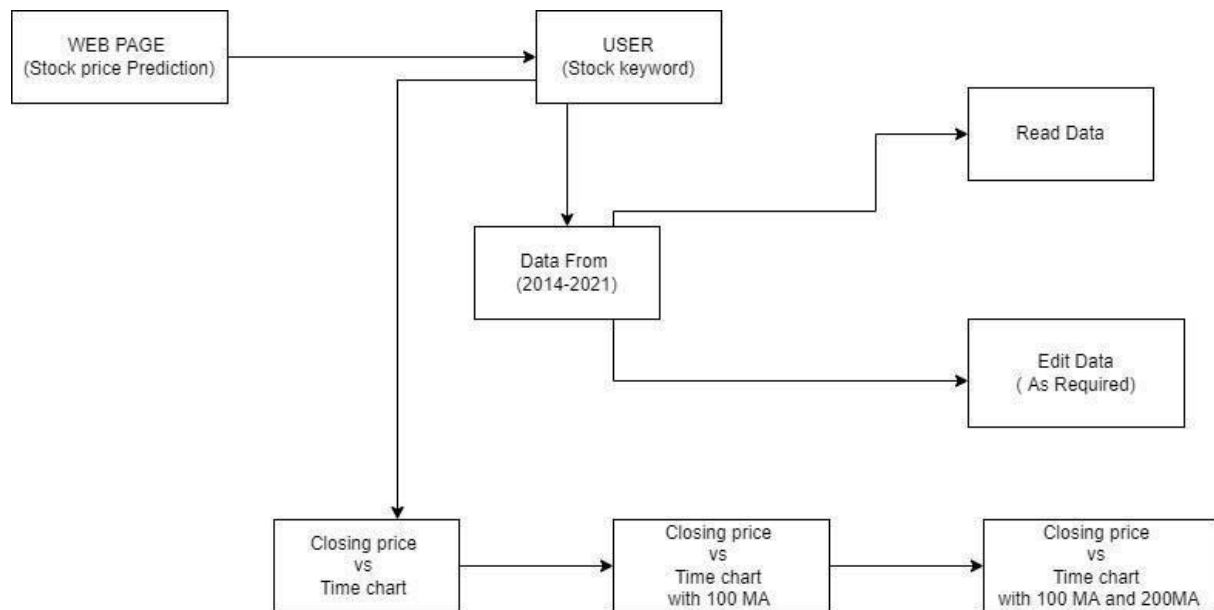 WEB PAGE
(Stock price Prediction)
USER
(Stock keyword)
Read Data
Data From
(2014-2021)
Edit Data
( As Required)
Closing price
vs
Time chart
Closing price
vs
Time chart
with 100 MA
Closing price
vs
Time chart
with 100 MA and 200MA